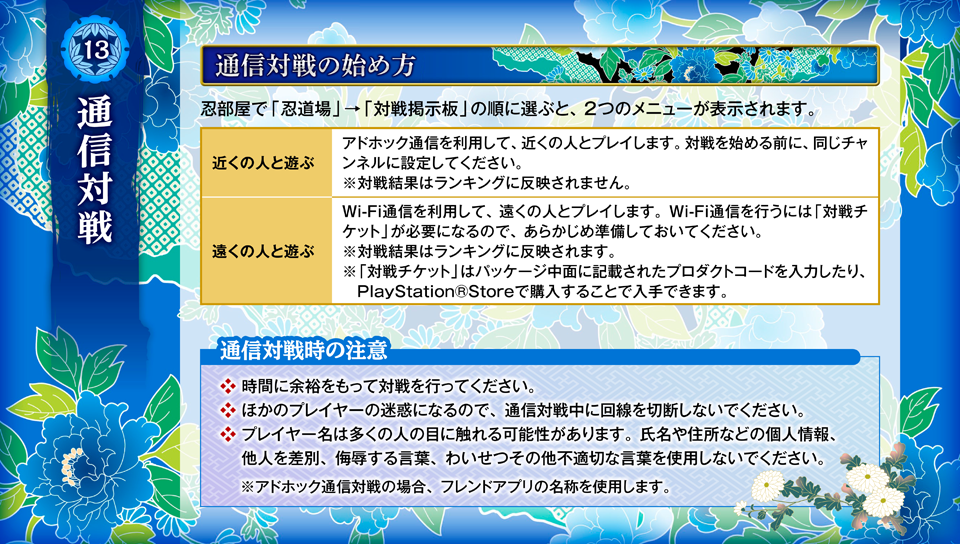 13
通信対戦
通信対戦の始め方
忍部屋で「忍道場」→「対戦掲示板」の順に選ぶと、2つのメニューが表示されます。
近くの人と遊ぶ
アドホック通信を利用して、近くの人とプレイします。対戦を始める前に、同じチャ
ンネルに設定してください。
※対戦結果はランキングに反映されません。
遠くの人と遊ぶ
Wi-Fi通信を利用して、遠くの人とプレイします。Wi-Fi通信を行うには「対戦チ
ケット」が必要になるので、あらかじめ準備しておいてください。
※対戦結果はランキングに反映されます。
※「対戦チケット」はパッケージ中面に記載されたプロダクトコードを入力したり、
PlayStation®Storeで購入することで入手できます。
通信対戦時の注意
時間に余裕をもって対戦を行ってください。
ほかのプレイヤーの迷惑になるので、通信対戦中に回線を切断しないでください。
プレイヤー名は多くの人の目に触れる可能性があります。氏名や住所などの個人情報、
他人を差別、侮辱する言葉、わいせつその他不適切な言葉を使用しないでください。
※アドホック通信対戦の場合、フレンドアプリの名称を使用します。